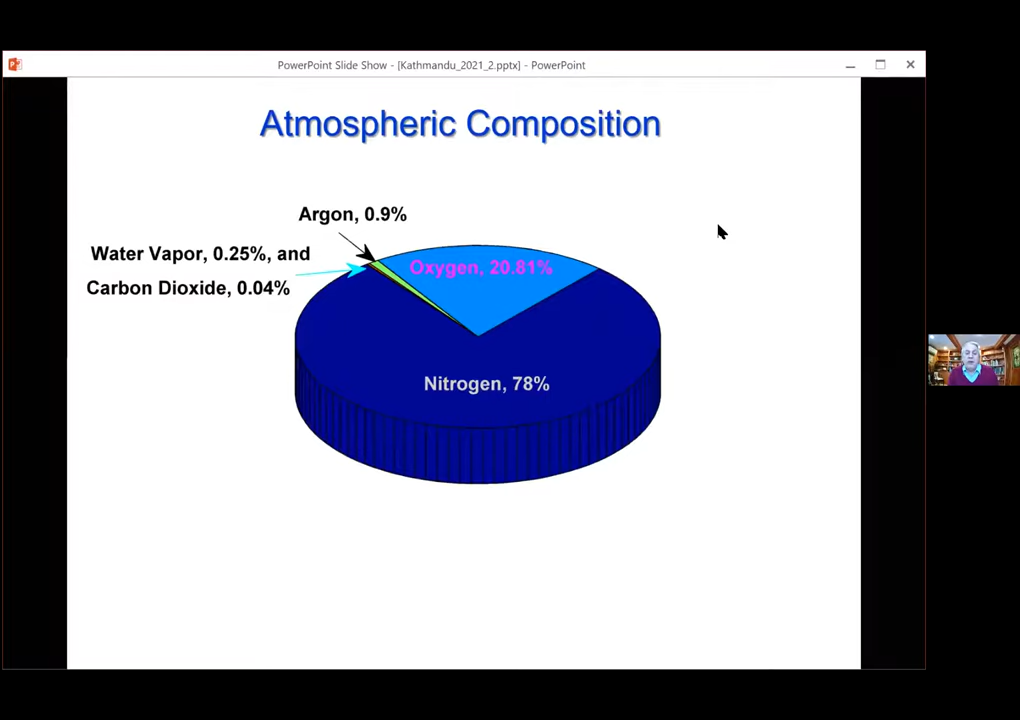 PowerPoint Slide Show - [Kathmandu_2021_2.pptx] - PowerPoint
Atmospheric Composition
Argon, 0.9%
Water Vapor, 0.25%, and
Carbon Dioxide, 0.04%
Oxygen, 20.81%
Nitrogen, 78%